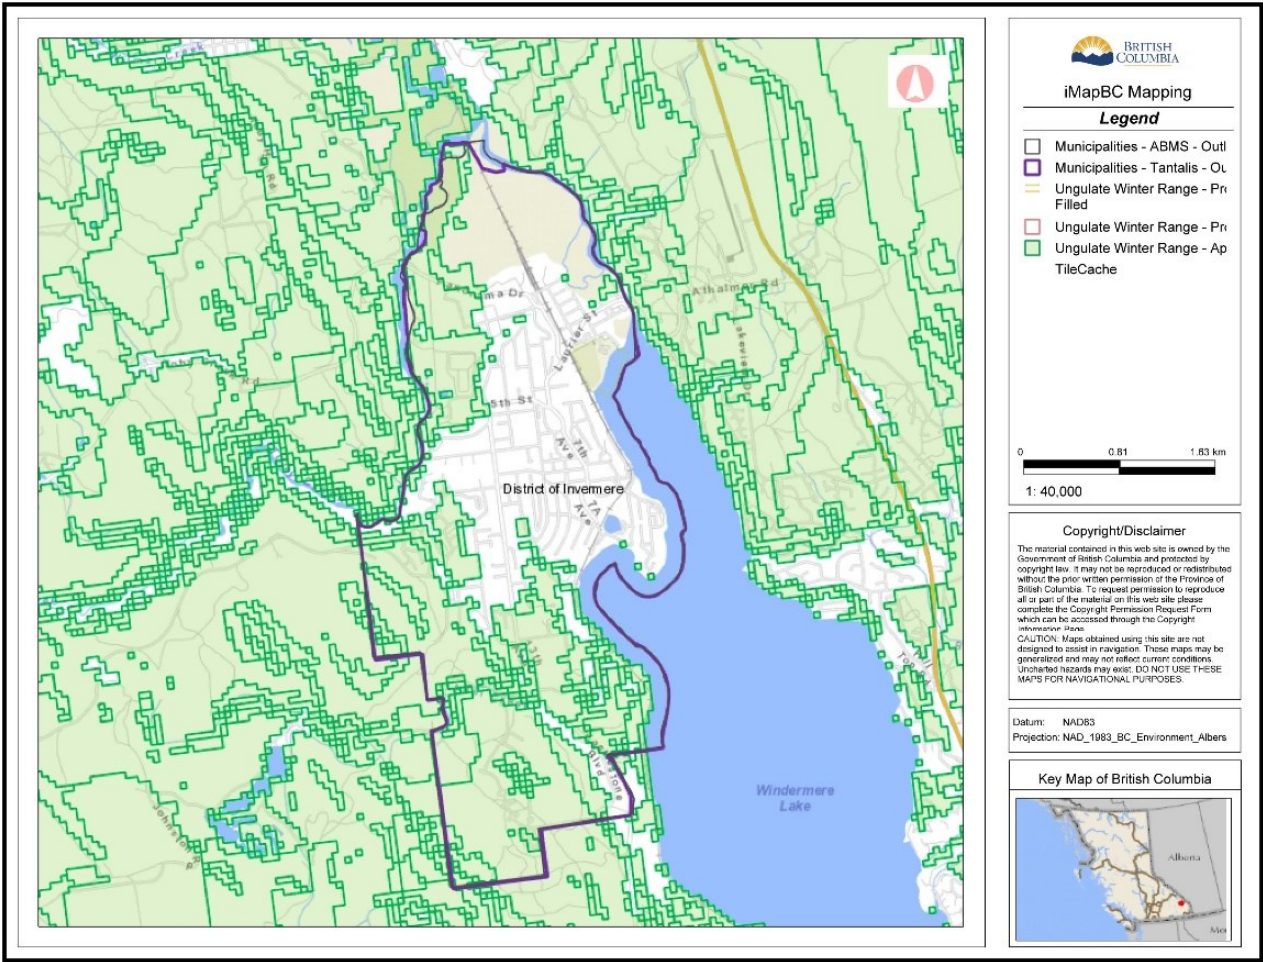 Athalmer Rd
Lakeview Dr
Laurier St
5th St
7th
Ave
District of Invermere
7A
Ave
Windermere
Lake
Johnston R
BRITISH
COLUMBIA
iMapBC Mapping
Legend
Municipalities - ABMS - Outl
Municipalities - Tantalis - Ou
Ungulate Winter Range - Pro
Filled
Ungulate Winter Range - Pro
Ungulate Winter Range - Ap
TileCache
0 0.81 1.63 km
1: 40,000
Copyright/Disclaimer
The material contained in this web site is owned by the
Government of British Columbia and protected by
copyright law. It may not be reproduced or redistributed
without the prior written permission of the Province of
British Columbia. To request permission to reproduce
all or part of the material on this web site please
complete the Copyright Permission Request Form
which can be accessed through the Copyright
Information Page
CAUTION: Maps obtained using this site are not
designed to assist in navigation. These maps may be
generalized and may not reflect current conditions.
Uncharted hazards may exist. DO NOT USE THESE
MAPS FOR NAVIGATIONAL PURPOSES.
Datum: NAD83
Projection: NAD_1983_BC_Environment_Albers
Key Map of British Columbia
Alberta